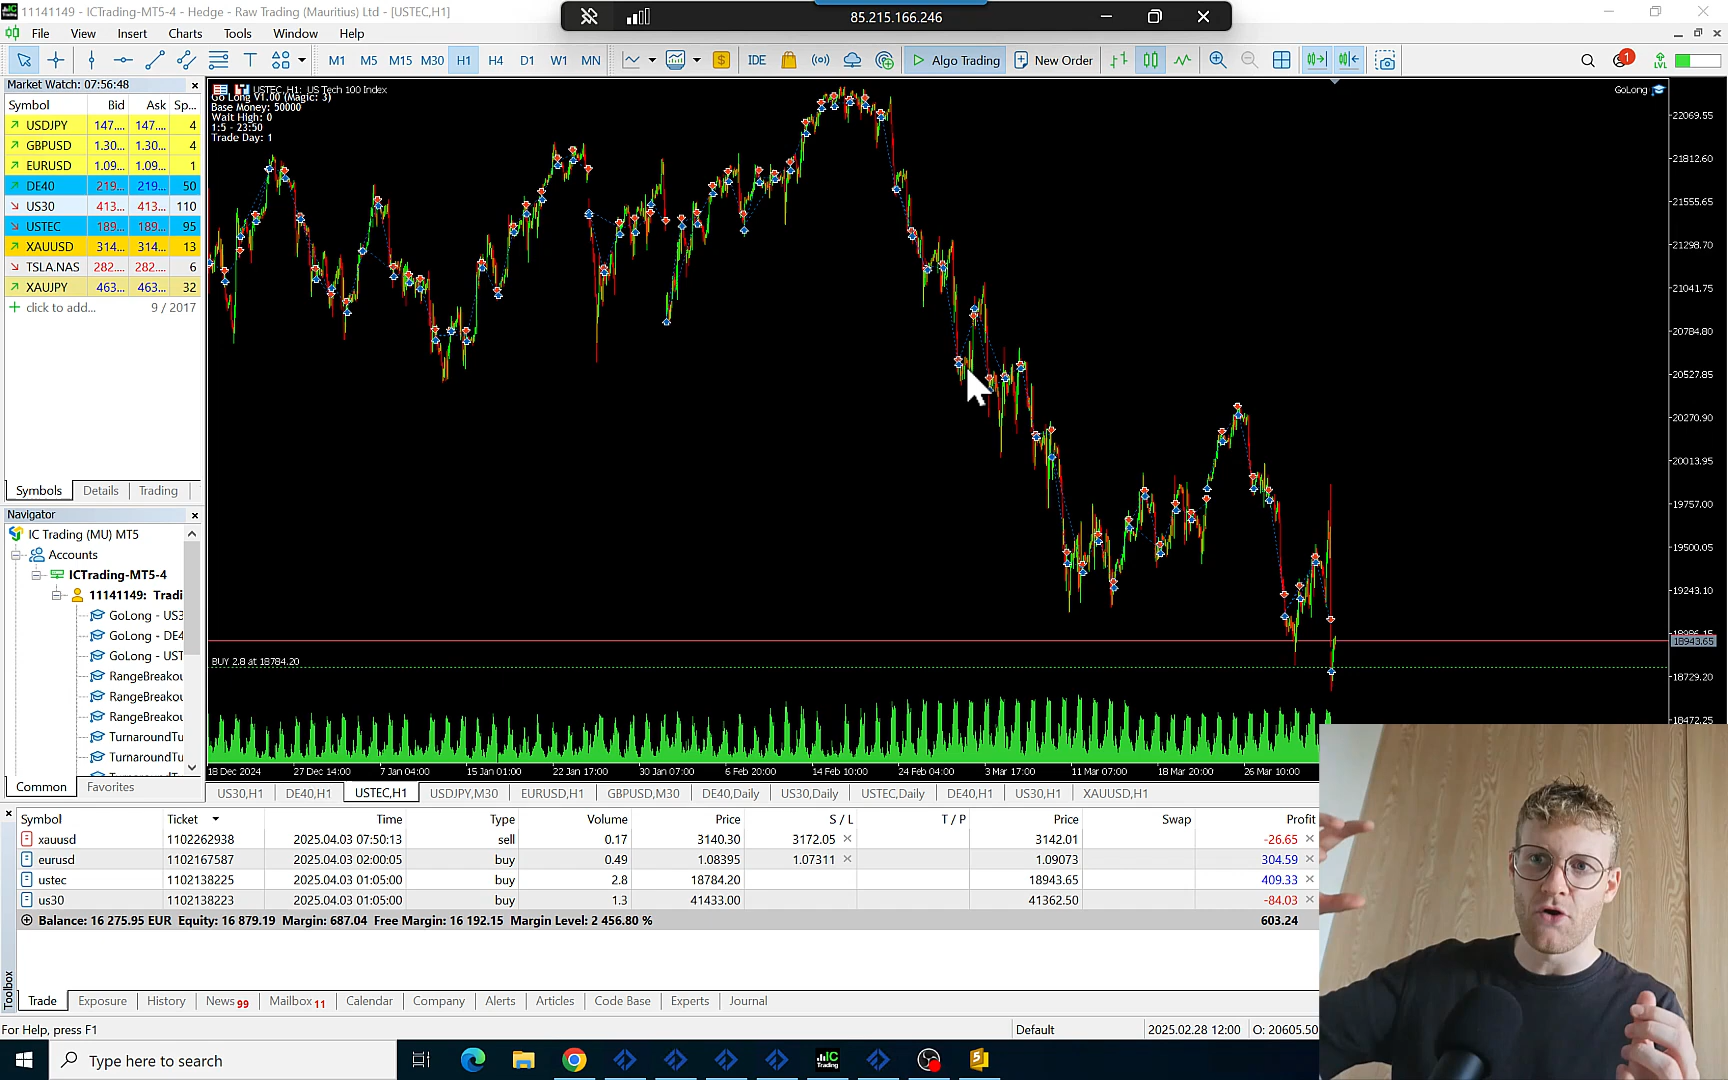 11141149 - ICTrading-MT5-4 - Hedge - Raw Trading (Mauritius) Ltd - [USTEC,H1]
85.215.166.246
File View Insert Charts Tools Window Help
M1 M5 M15 M30 H1 H4 D1 W1 MN IDE Algo Trading New Order 1 LVL
Market Watch: 07:56:48
Symbol Bid Ask Sp...
USDJPY 147.... 147.... 4
GBPUSD 1.30... 1.30... 4
EURUSD 1.09... 1.09... 1
DE40 219... 219... 50
US30 413... 413... 110
USTEC 189... 189... 95
XAUUSD 314... 314... 13
TSLA.NAS 282.... 282.... 6
XAUJPY 463... 463... 32
click to add... 9 / 2017
Symbols Details Trading
Navigator
IC Trading (MU) MT5
Accounts
ICTrading-MT5-4
11141149: Tradi
GoLong - US3
GoLong - DE4
GoLong - UST
RangeBreakou
RangeBreakou
RangeBreakou
TurnaroundTu
TurnaroundTu
Common Favorites
USTEC,H1: US Tech 100 Index
Go Long V1.00 (Magic: 3)
Base Money: 50000
Wait High: 0
1:5 - 23:50
Trade Day: 1
GoLong
22069.55
21812.60
21555.65
21298.70
21041.75
20784.80
20527.85
20270.90
20013.95
19757.00
19500.05
19243.10
18943.65
18729.20
18472.25
BUY 2.8 at 18784.20
18 Dec 2024 27 Dec 14:00 7 Jan 04:00 15 Jan 01:00 22 Jan 17:00 30 Jan 07:00 6 Feb 20:00 14 Feb 10:00 24 Feb 04:00 3 Mar 17:00 11 Mar 07:00 18 Mar 20:00 26 Mar 10:00
US30,H1 DE40,H1 USTEC,H1 USDJPY,M30 EURUSD,H1 GBPUSD,M30 DE40,Daily US30,Daily USTEC,Daily DE40,H1 US30,H1 XAUUSD,H1
Symbol Ticket Time Type Volume Price S / L T / P Price Swap Profit
xauusd 1102262938 2025.04.03 07:50:13 sell 0.17 3140.30 3172.05 3142.01 -26.65
eurusd 1102167587 2025.04.03 02:00:05 buy 0.49 1.08395 1.07311 1.09073 304.59
ustec 1102138225 2025.04.03 01:05:00 buy 2.8 18784.20 18943.65 409.33
us30 1102138223 2025.04.03 01:05:00 buy 1.3 41433.00 41362.50 -84.03
Balance: 16 275.95 EUR Equity: 16 879.19 Margin: 687.04 Free Margin: 16 192.15 Margin Level: 2 456.80 % 603.24
Toolbox
Trade Exposure History News 99 Mailbox 11 Calendar Company Alerts Articles Code Base Experts Journal
For Help, press F1 Default 2025.02.28 12:00 O: 20605.50
Type here to search
IC Trading
5